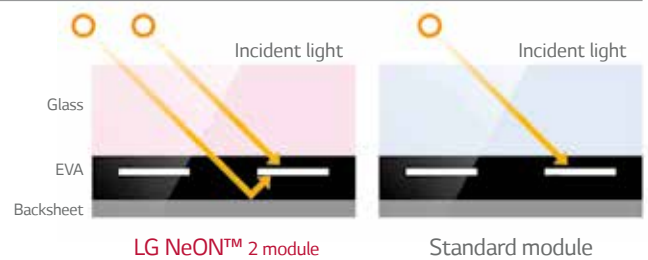 Incident light
Incident light
Glass
EVA
Backsheet
LG NeON™ 2 module
Standard module